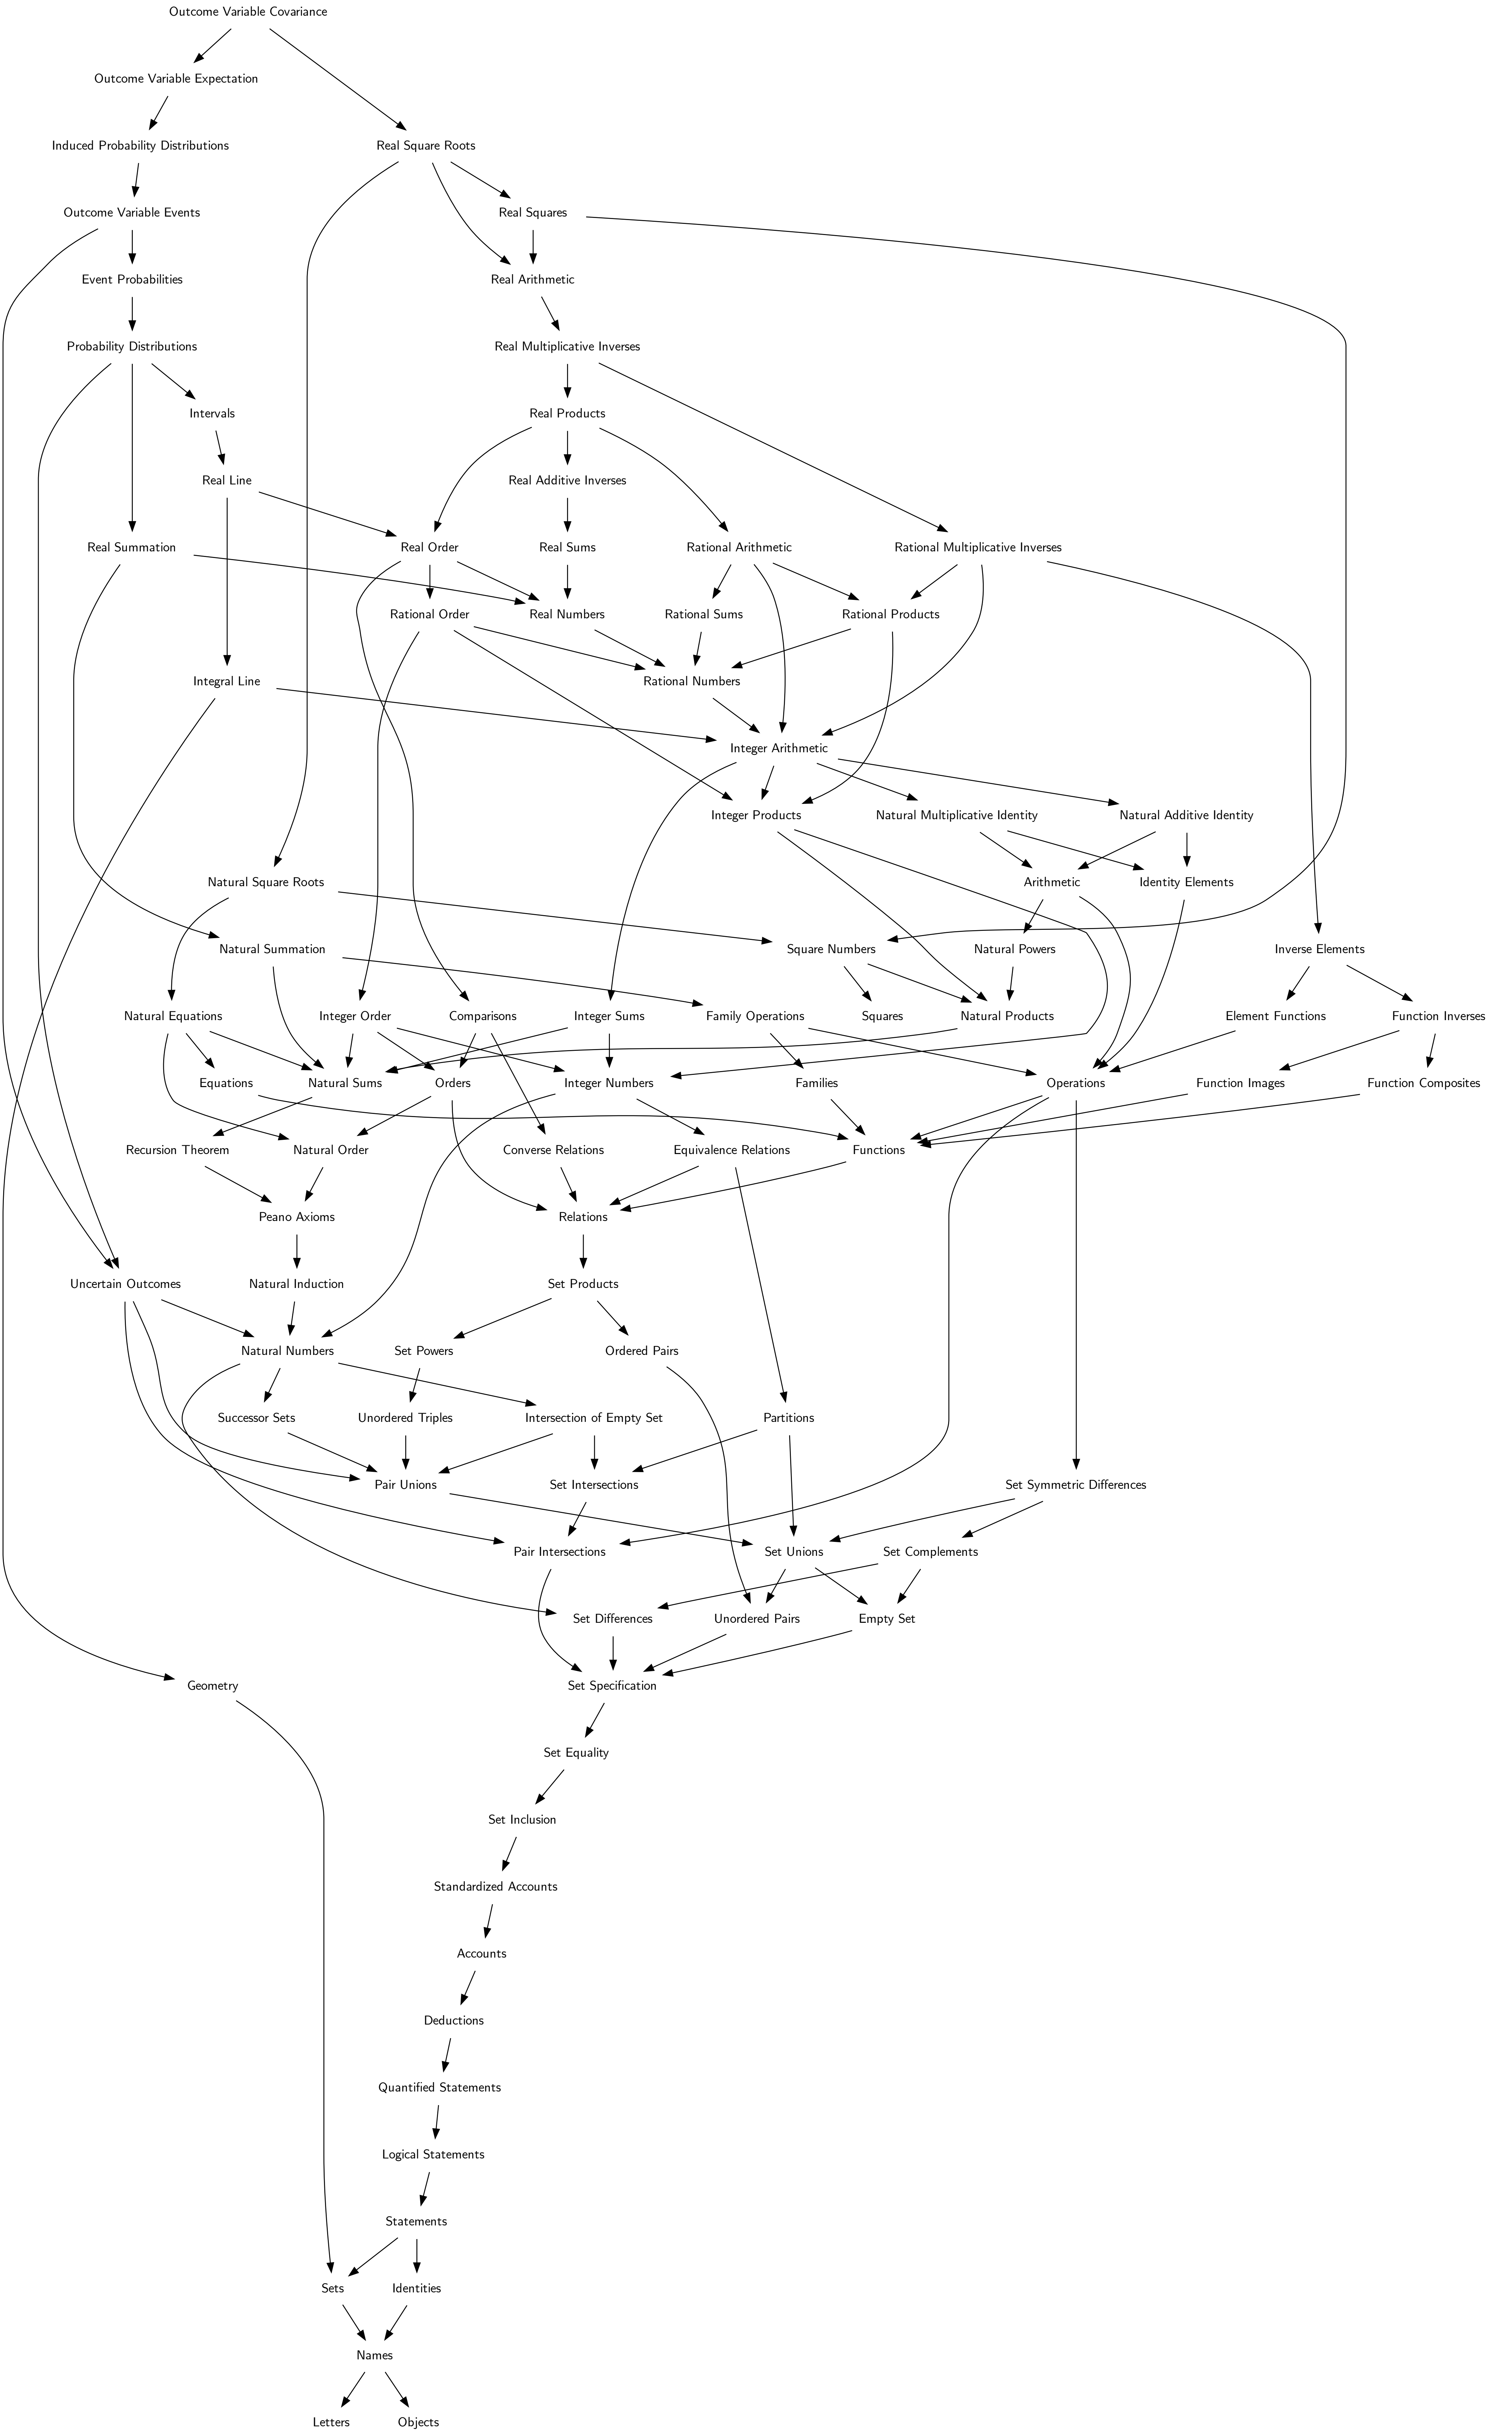 Outcome Variable Covariance
Outcome Variable Expectation
Induced Probability Distributions
Real Square Roots
Outcome Variable Events
Real Squares
Event Probabilities
Real Arithmetic
Probability Distributions
Real Multiplicative Inverses
Intervals
Real Products
Real Line
Real Additive Inverses
Real Summation
Real Order
Real Sums
Rational Arithmetic
Rational Multiplicative Inverses
Rational Order
Real Numbers
Rational Sums
Rational Products
Integral Line
Rational Numbers
Integer Arithmetic
Integer Products
Natural Multiplicative Identity
Natural Additive Identity
Natural Square Roots
Arithmetic
Identity Elements
Natural Summation
Square Numbers
Natural Powers
Inverse Elements
Natural Equations
Integer Order
Comparisons
Integer Sums
Family Operations
Squares
Natural Products
Element Functions
Function Inverses
Equations
Natural Sums
Orders
Integer Numbers
Families
Operations
Function Images
Function Composites
Recursion Theorem
Natural Order
Converse Relations
Equivalence Relations
Functions
Peano Axioms
Relations
Uncertain Outcomes
Natural Induction
Set Products
Natural Numbers
Set Powers
Ordered Pairs
Successor Sets
Unordered Triples
Intersection of Empty Set
Partitions
Pair Unions
Set Intersections
Set Symmetric Differences
Pair Intersections
Set Unions
Set Complements
Set Differences
Unordered Pairs
Empty Set
Geometry
Set Specification
Set Equality
Set Inclusion
Standardized Accounts
Accounts
Deductions
Quantified Statements
Logical Statements
Statements
Sets
Identities
Names
Letters
Objects